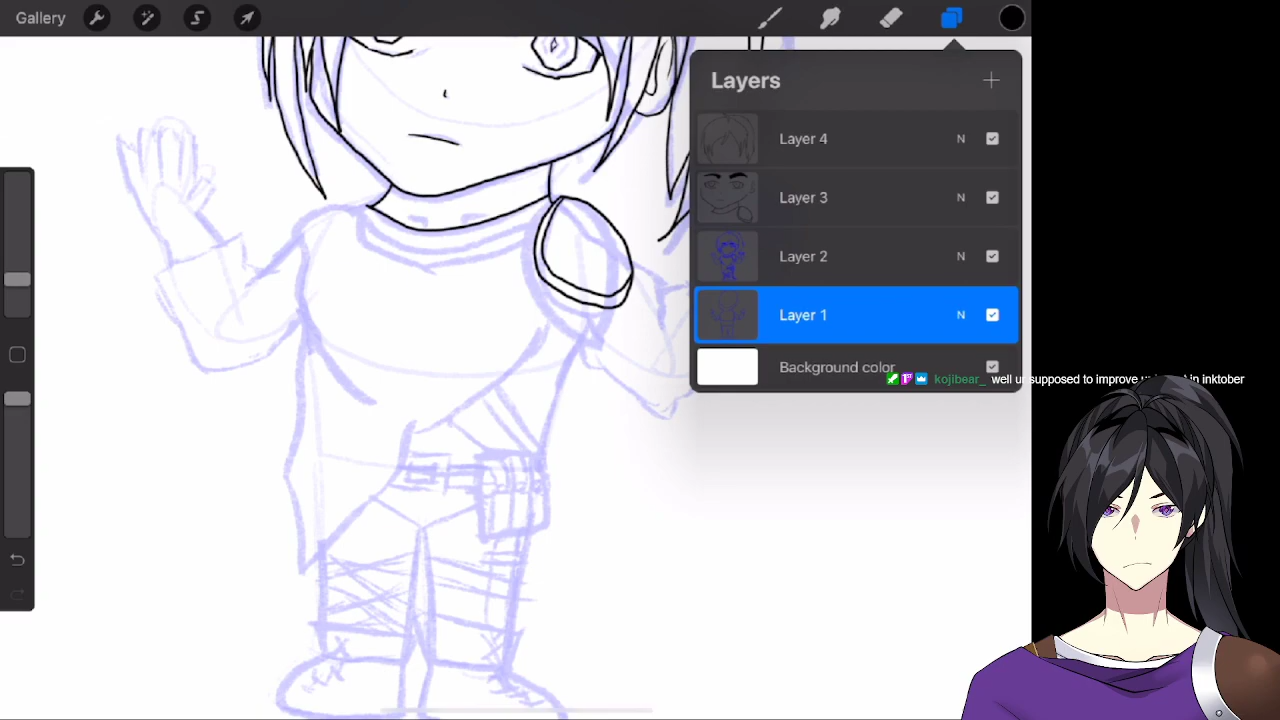 Gallery
Layers
Layer 4 N
Layer 3 N
Layer 2 N
Layer 1 N
Background color
kojibear_ well ur supposed to improve in inktober